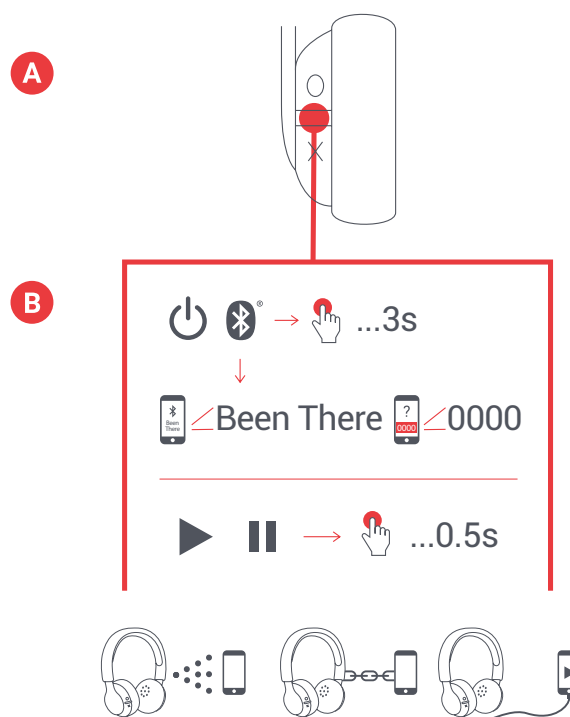 A
B
® ...3s
Been
There
Been There
?
0000
0000
...0.5s